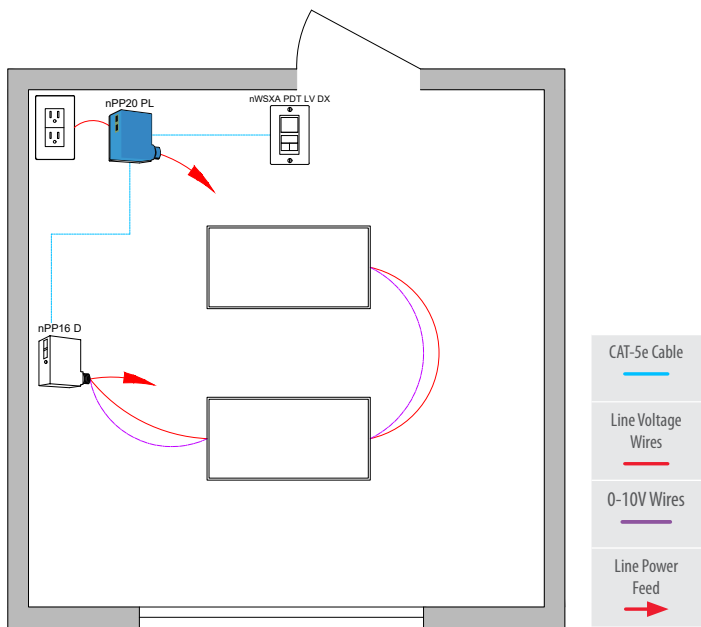 nPP20 PL
nWSXA PDT LV DX
nPP16 D
CAT-5e Cable
Line Voltage
Wires
0-10V Wires
Line Power
Feed